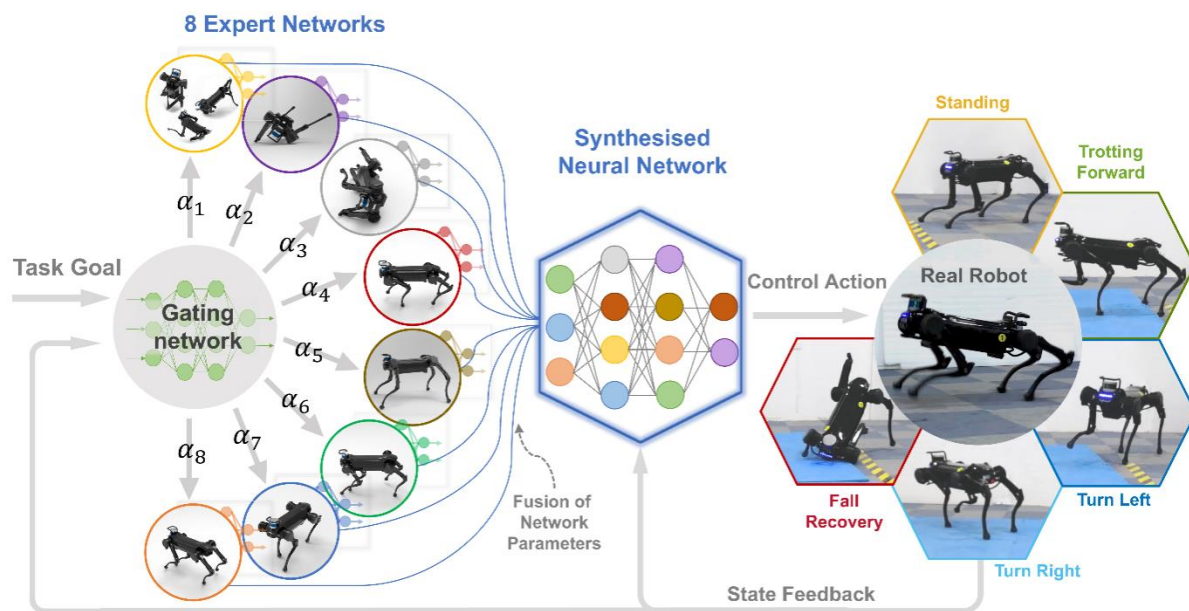 8 Expert Networks
Standing
Synthesised
Neural Network
Trotting
Forward
α1
α2
α3
Task Goal
α4
Control Action
Real Robot
Gating
network
α5
α6
α7
α8
Fusion of
Network
Parameters
Fall
Recovery
Turn Left
Turn Right
State Feedback